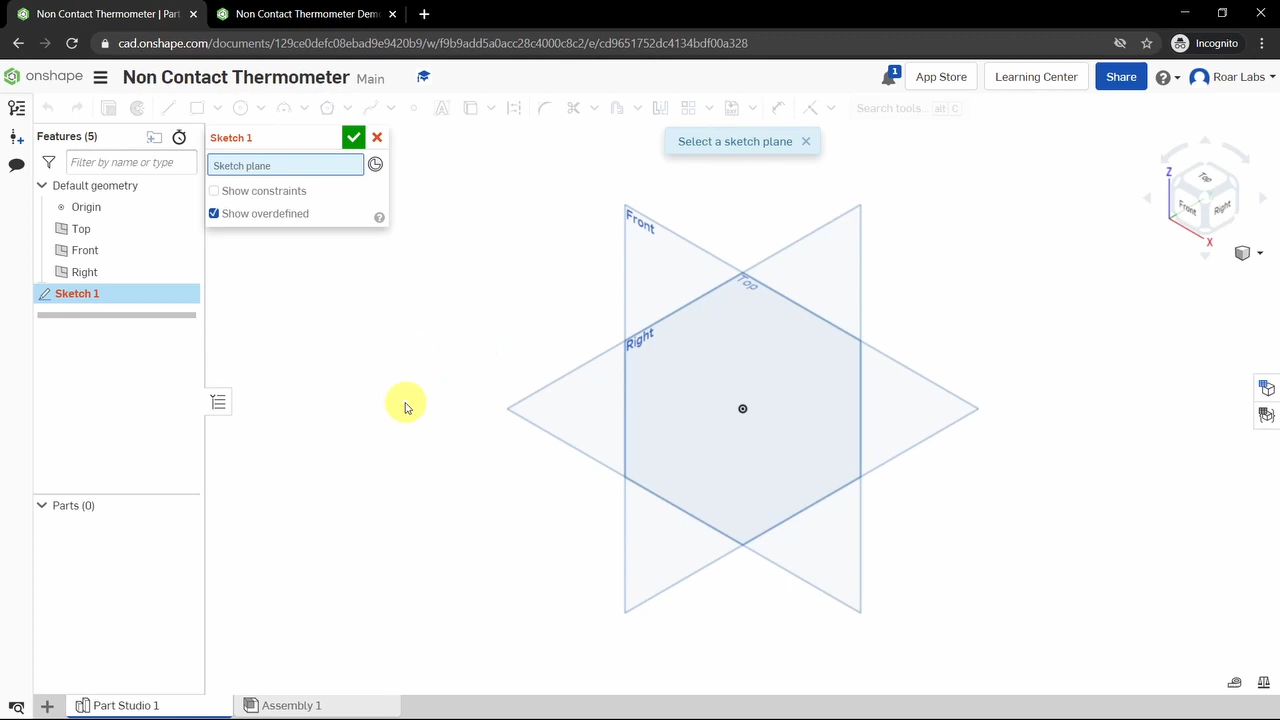 Non Contact Thermometer | Part
Non Contact Thermometer Dem
cad.onshape.com/documents/129ce0defc08ebad9e9420b9/w/f9b9add5a0acc28c4000c8c2/e/cd9651752dc4134bdf00a328
Incognito
onshape
Non Contact Thermometer Main
1
App Store
Learning Center
Share
Roar Labs
Search tools... alt C
Features (5)
Filter by name or type
Default geometry
Origin
Top
Front
Right
Sketch 1
Parts (0)
Sketch 1
Sketch plane
Show constraints
Show overdefined
Select a sketch plane
Front
Top
Right
Z
Top
Front
Right
X
Part Studio 1
Assembly 1